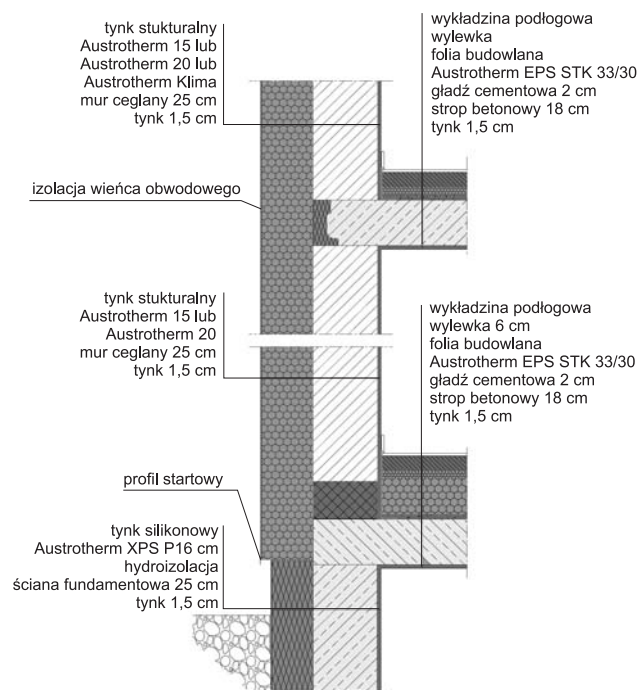 tynk stukturalny
Austrotherm 15 lub
Austrotherm 20 lub
Austrotherm Klima
mur ceglany 25 cm
tynk 1,5 cm
wykładzina podłogowa
wylewka
folia budowlana
Austrotherm EPS STK 33/30
gładź cementowa 2 cm
strop betonowy 18 cm
tynk 1,5 cm
izolacja wieńca obwodowego
tynk stukturalny
Austrotherm 15 lub
Austrotherm 20
mur ceglany 25 cm
tynk 1,5 cm
wykładzina podłogowa
wylewka 6 cm
folia budowlana
Austrotherm EPS STK 33/30
gładź cementowa 2 cm
strop betonowy 18 cm
tynk 1,5 cm
profil startowy
tynk silikonowy
Austrotherm XPS P16 cm
hydroizolacja
ściana fundamentowa 25 cm
tynk 1,5 cm